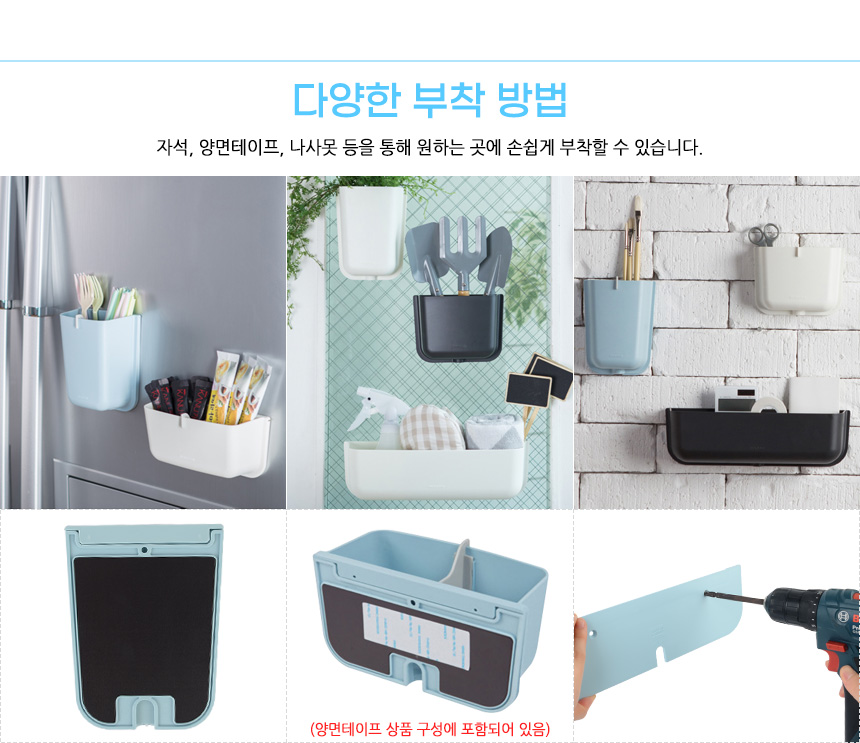 다양한 부착 방법
자석, 양면테이프, 나사못 등을 통해 원하는 곳에 손쉽게 부착할 수 있습니다.
(양면테이프 상품 구성에 포함되어 있음)